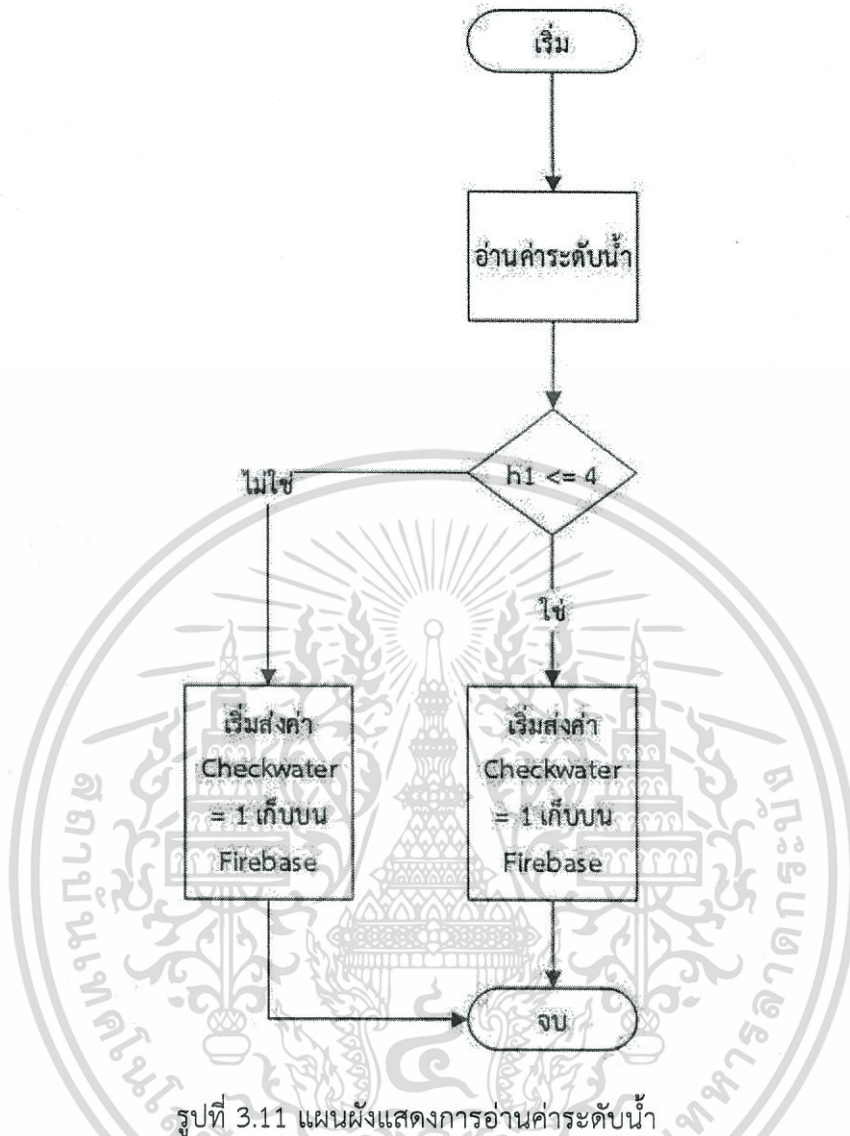 เริ่ม
อ่านค่าระดับน้ำ
h1 <= 4
ไม่ใช่
ใช่
เริ่มส่งค่า
Checkwater
= 1 เก็บบน
Firebase
เริ่มส่งค่า
Checkwater
= 1 เก็บบน
Firebase
จบ
รูปที่ 3.11 แผนผังแสดงการอ่านค่าระดับน้ำ